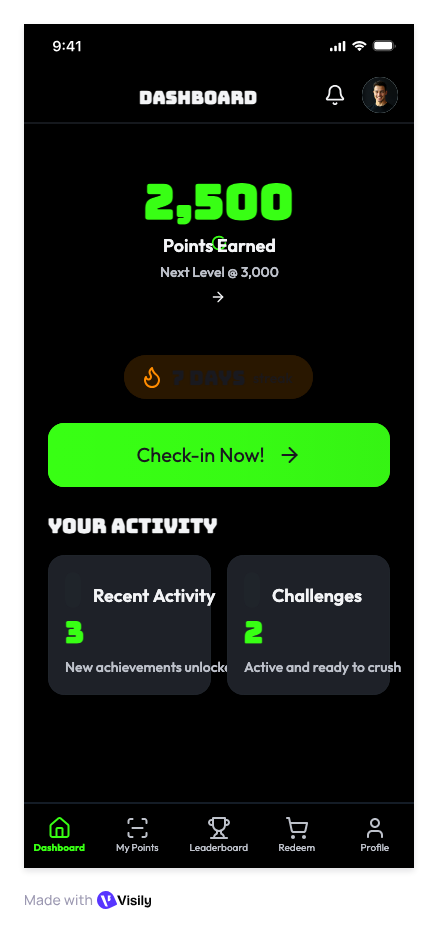 9:41
DASHBOARD
2,500
Points Earned
Next Level @ 3,000
DAYS
Check-in Now!
YOUR ACTIVITY
Recent Activity
Challenges
3
2
New achievements unlocke
Active and ready to crush
Dashboard
My Points
Leaderboard
Redeem
Profile
Made with Visily